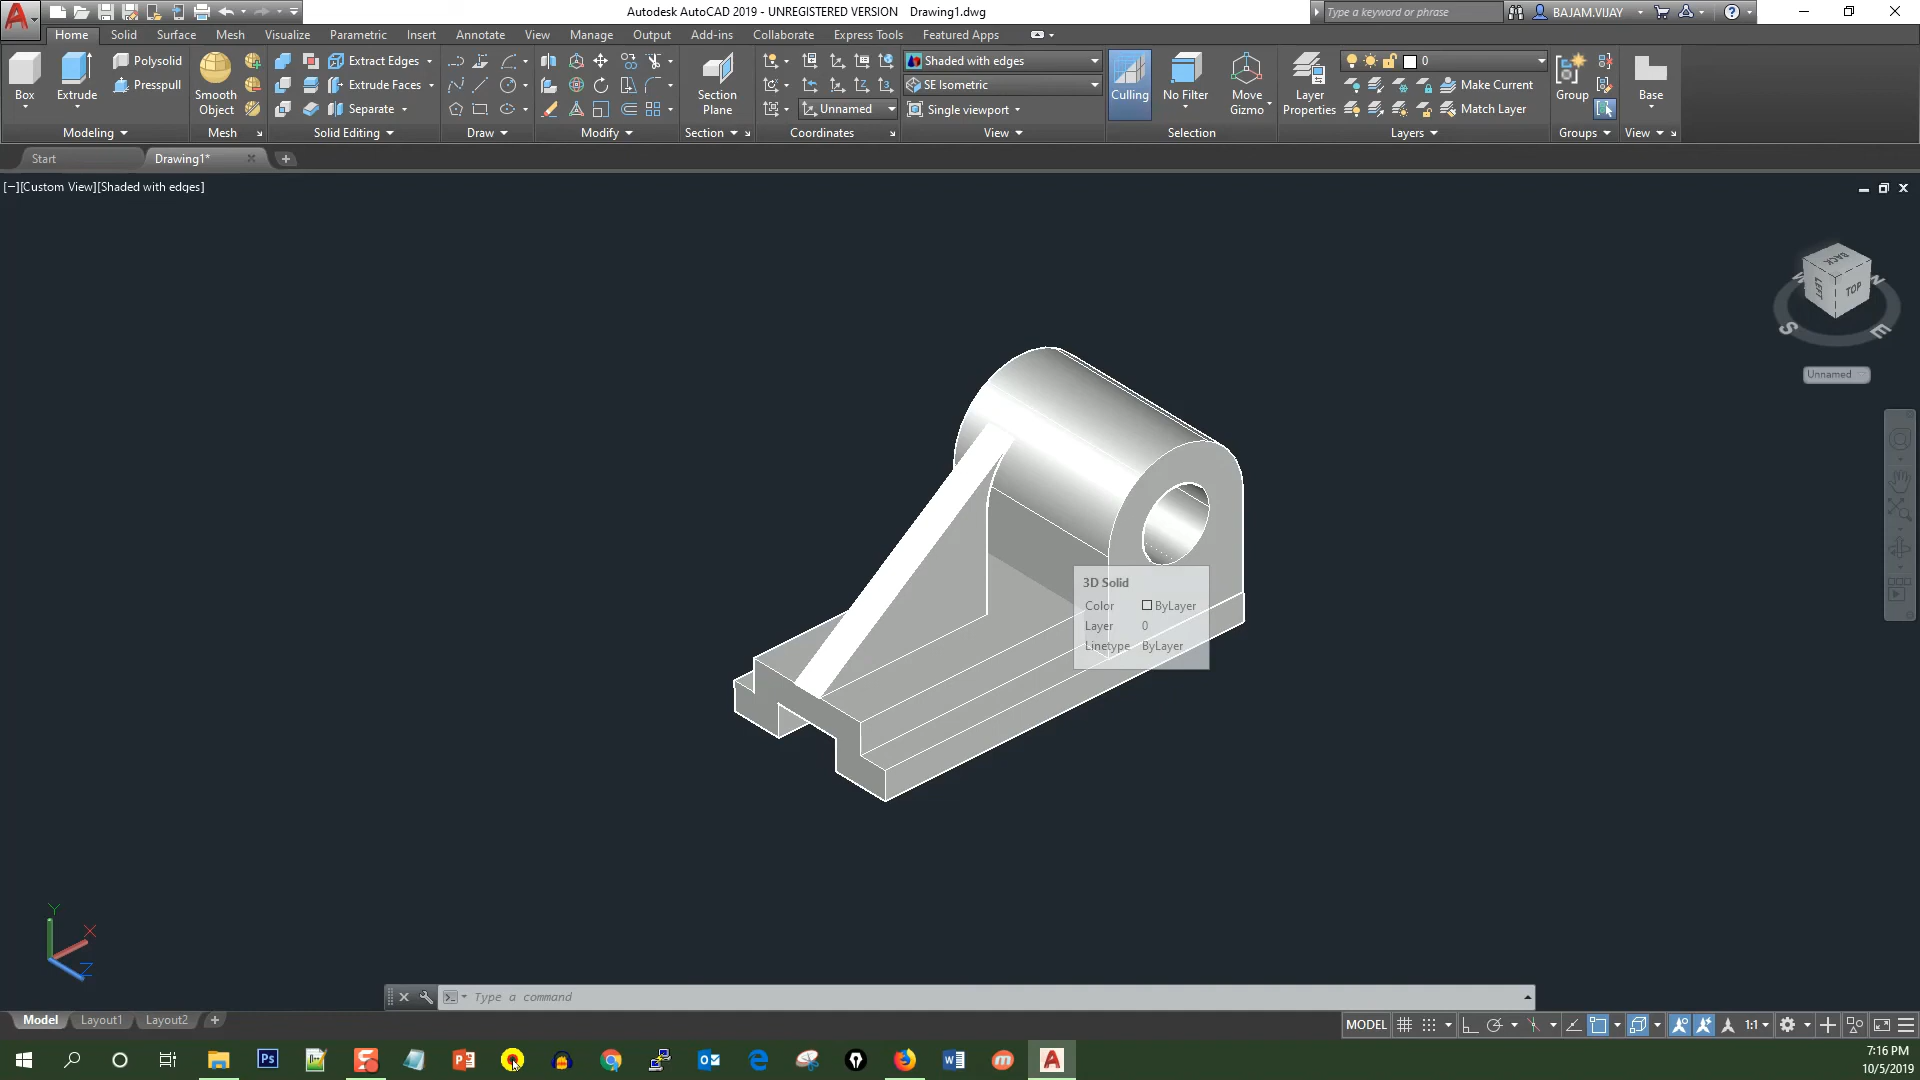 Autodesk AutoCAD 2019 - UNREGISTERED VERSION Drawing1.dwg
Type a keyword or phrase
BAJAM.VIJAY
Home Solid Surface Mesh Visualize Parametric Insert Annotate View Manage Output Add-ins Collaborate Express Tools Featured Apps
Polysolid
Extract Edges
Shaded with edges
0
Presspull
Extrude Faces
SE Isometric
Make Current
Box
Extrude
Smooth
Object
Separate
Section
Plane
Unnamed
Single viewport
Culling
No Filter
Move
Gizmo
Layer
Properties
Match Layer
Group
Base
Modeling Mesh Solid Editing Draw Modify Section Coordinates View Selection Layers Groups View
Start Drawing1*
[−][Custom View][Shaded with edges]
BACK
LEFT
TOP
W N
S E
Unnamed
3D Solid
Color ByLayer
Layer 0
Linetype ByLayer
Y
X
Z
Type a command
Model Layout1 Layout2
MODEL
1:1
7:16 PM
10/5/2019